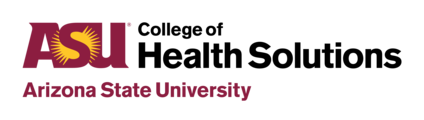 ASU College of
Health Solutions
Arizona State University